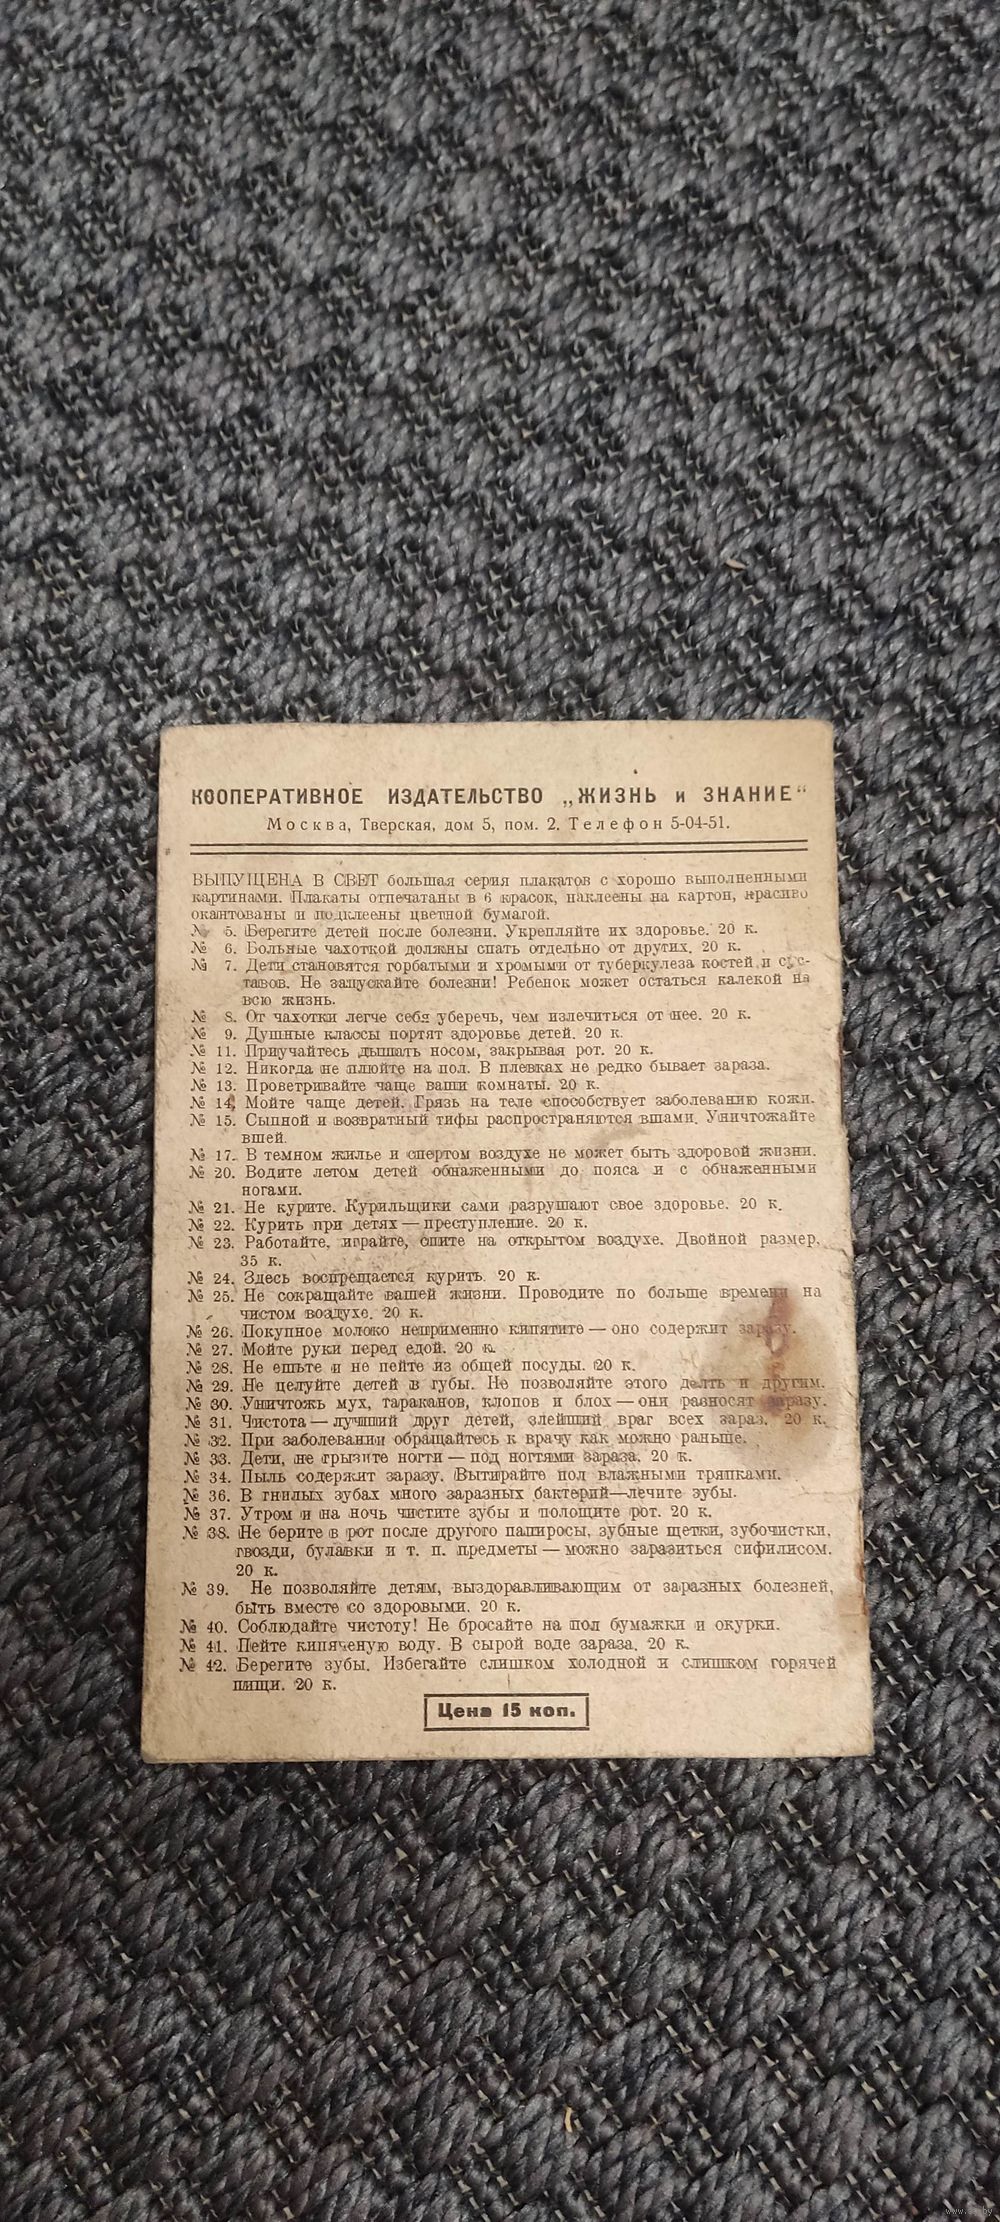 КООПЕРАТИВНОЕ ИЗДАТЕЛЬСТВО „ЖИЗНЬ и ЗНАНИЕ“
Москва, Тверская, дом 5, пом. 2. Телефон 5-04-51.
ВЫПУЩЕНА В СВЕТ большая серия плакатов с хорошо выполненными
картинами. Плакаты отпечатаны в 6 красок, наклеены на картон, красиво
окантованы и подклеены цветной бумагой.
№ 5. Берегите детей после болезни. Укрепляйте их здоровье. 20 к.
№ 6. Больные чахоткой должны спать отдельно от других. 20 к.
№ 7. Дети становятся горбатыми и хромыми от туберкулеза костей и сус-
тавов. Не запускайте болезни! Ребенок может остаться калекой на
всю жизнь.
№ 8. От чахотки легче себя уберечь, чем излечиться от нее. 20 к.
№ 9. Душные классы портят здоровье детей. 20 к.
№ 11. Приучайтесь дышать носом, закрывая рот. 20 к.
№ 12. Никогда не плюйте на пол. В плевках не редко бывает зараза.
№ 13. Проветривайте чаще ваши комнаты. 20 к.
№ 14. Мойте чаще детей. Грязь на теле способствует заболеванию кожи.
№ 15. Сыпной и возвратный тифы распространяются вшами. Уничтожайте
вшей.
№ 17. В темном жилье и спертом воздухе не может быть здоровой жизни.
№ 20. Водите летом детей обнаженными до пояса и с обнаженными
ногами.
№ 21. Не курите. Курильщики сами разрушают свое здоровье. 20 к.
№ 22. Курить при детях — преступление. 20 к.
№ 23. Работайте, играйте, спите на открытом воздухе. Двойной размер.
35 к.
№ 24. Здесь воспрещается курить. 20 к.
№ 25. Не сокращайте вашей жизни. Проводите по больше времени на
чистом воздухе. 20 к.
№ 26. Покупное молоко неприменно кипятите — оно содержит заразу.
№ 27. Мойте руки перед едой. 20 к.
№ 28. Не ешьте и не пейте из общей посуды. 20 к.
№ 29. Не целуйте детей в губы. Не позволяйте этого делть и другим.
№ 30. Уничтожь мух, тараканов, клопов и блох — они разносят заразу.
№ 31. Чистота — лучший друг детей, злейший враг всех зараз. 20 к.
№ 32. При заболевании обращайтесь к врачу как можно раньше.
№ 33. Дети, не грызите ногти — под ногтями зараза. 20 к.
№ 34. Пыль содержит заразу. Вытирайте пол влажными тряпками.
№ 36. В гнилых зубах много заразных бактерий—лечите зубы.
№ 37. Утром и на ночь чистите зубы и полощите рот. 20 к.
№ 38. Не берите в рот после другого папиросы, зубные щетки, зубочистки,
гвозди, булавки и т. п. предметы — можно заразиться сифилисом.
20 к.
№ 39. Не позволяйте детям, выздоравливающим от заразных болезней,
быть вместе со здоровыми. 20 к.
№ 40. Соблюдайте чистоту! Не бросайте на пол бумажки и окурки.
№ 41. Пейте кипяченую воду. В сырой воде зараза. 20 к.
№ 42. Берегите зубы. Избегайте слишком холодной и слишком горячей
пищи. 20 к.
Цена 15 коп.